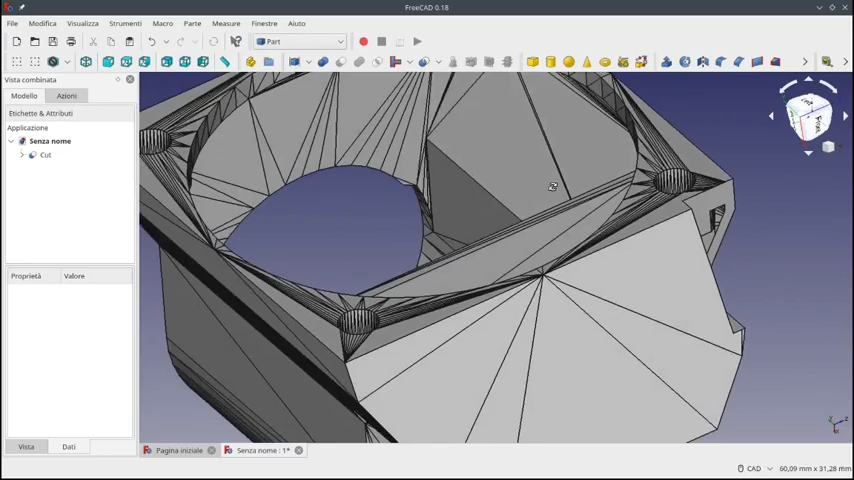 FreeCAD 0.18
File Modifica Visualizza Strumenti Macro Parte Measure Finestre Aiuto
Part
Vista combinata
Modello Azioni
Etichette & Attributi
Applicazione
Senza nome
Cut
Proprietà Valore
Vista Dati
Pagina iniziale Senza nome : 1*
CAD 60,09 mm x 31,28 mm